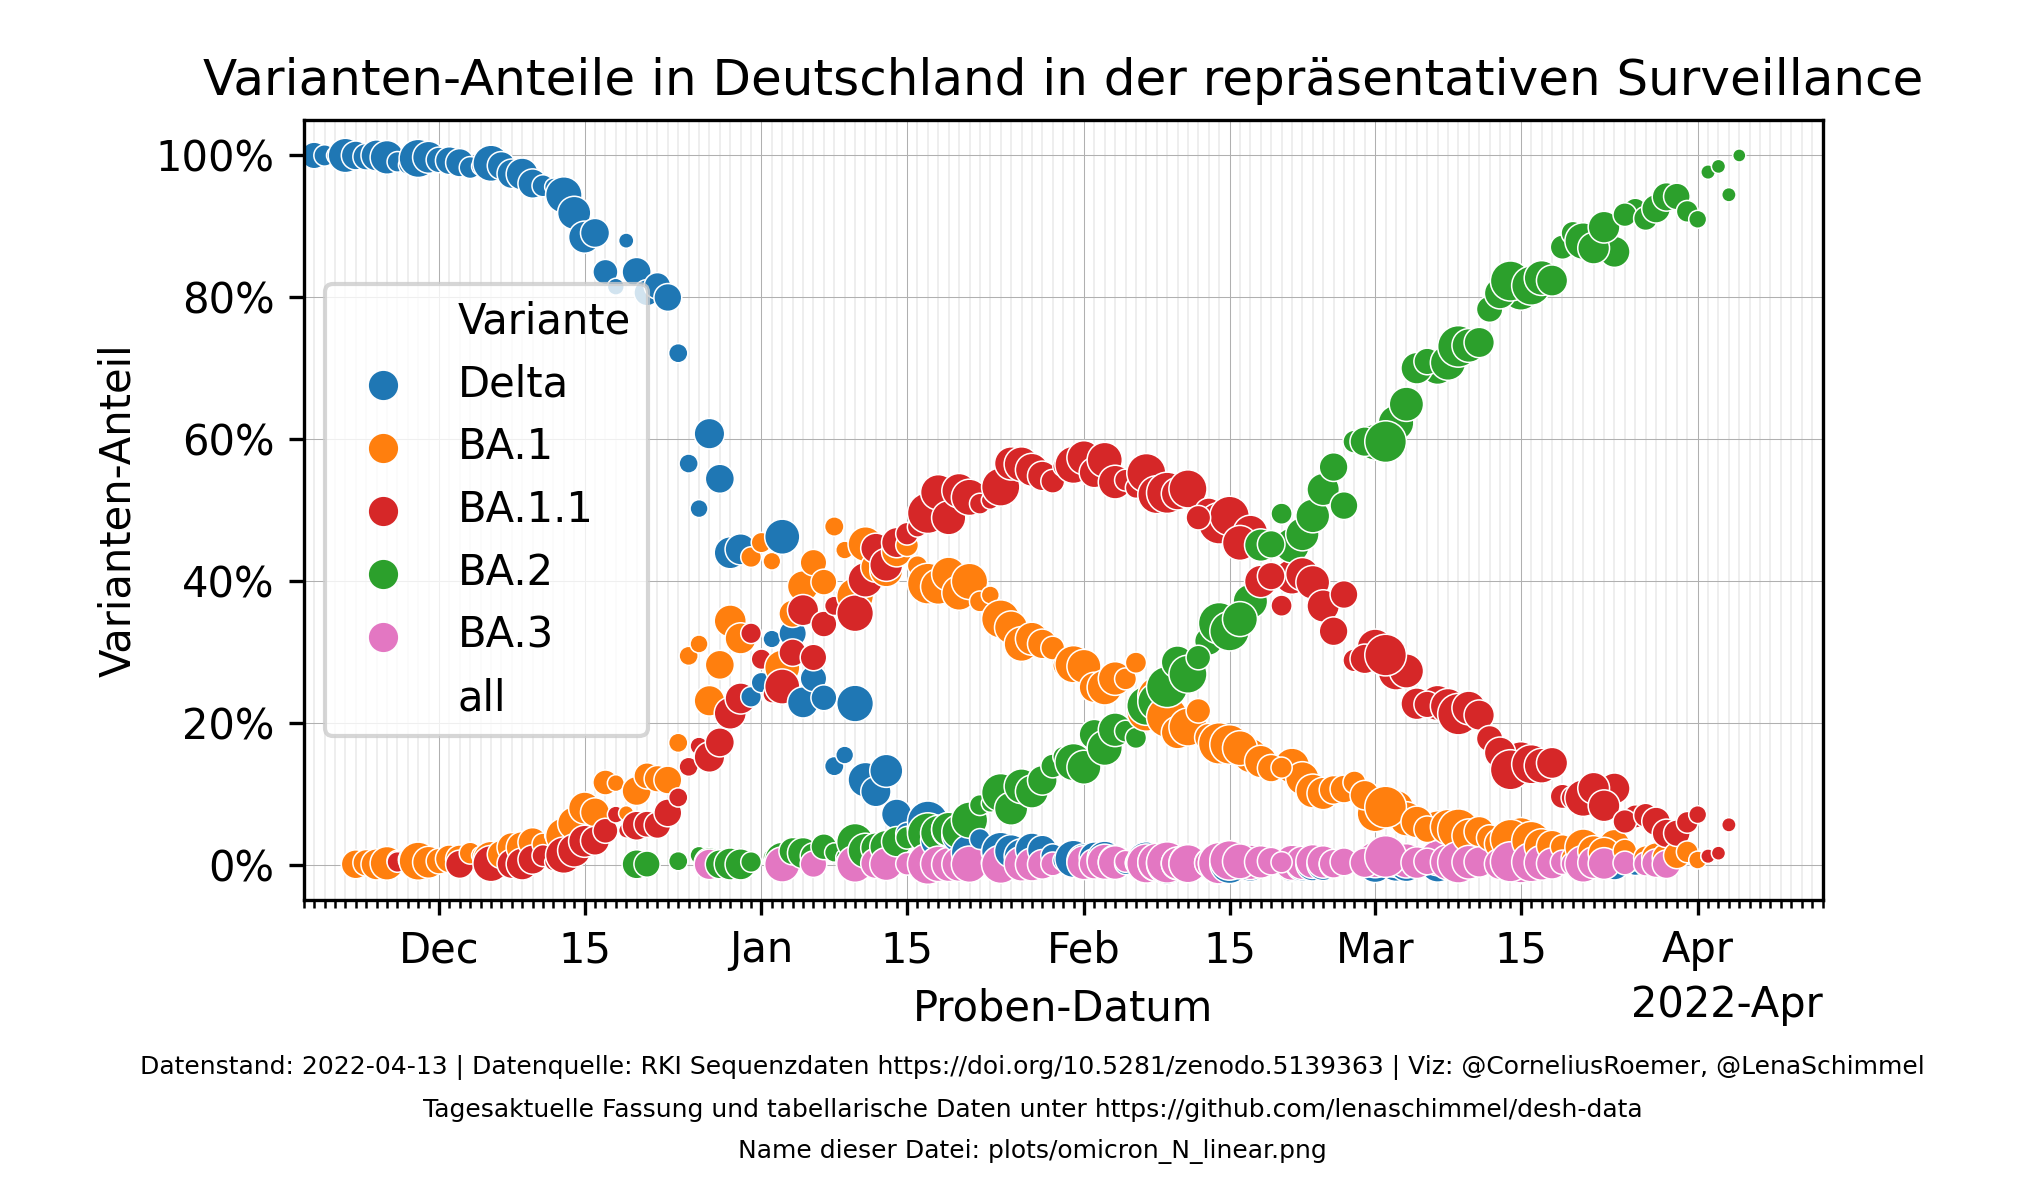 Varianten-Anteile in Deutschland in der repräsentativen Surveillance
Varianten-Anteil
100%
80%
60%
40%
20%
0%
Variante
Delta
BA.1
BA.1.1
BA.2
BA.3
all
Dec 15 Jan 15 Feb 15 Mar 15 Apr
Proben-Datum
2022-Apr
Datenstand: 2022-04-13 | Datenquelle: RKI Sequenzdaten https://doi.org/10.5281/zenodo.5139363 | Viz: @CorneliusRoemer, @LenaSchimmel
Tagesaktuelle Fassung und tabellarische Daten unter https://github.com/lenaschimmel/desh-data
Name dieser Datei: plots/omicron_N_linear.png